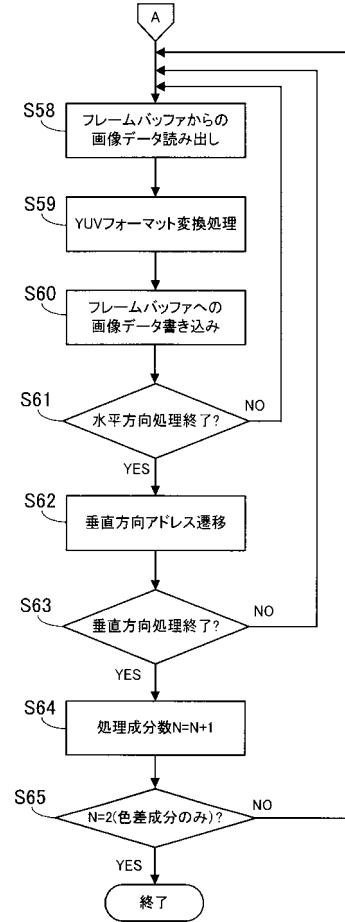 A
S58
フレームバッファからの
画像データ読み出し
S59
YUVフォーマット変換処理
S60
フレームバッファへの
画像データ書き込み
S61
水平方向処理終了?
NO
YES
S62
垂直方向アドレス遷移
S63
垂直方向処理終了?
NO
YES
S64
処理成分数N=N+1
S65
N=2(色差成分のみ)?
NO
YES
終了